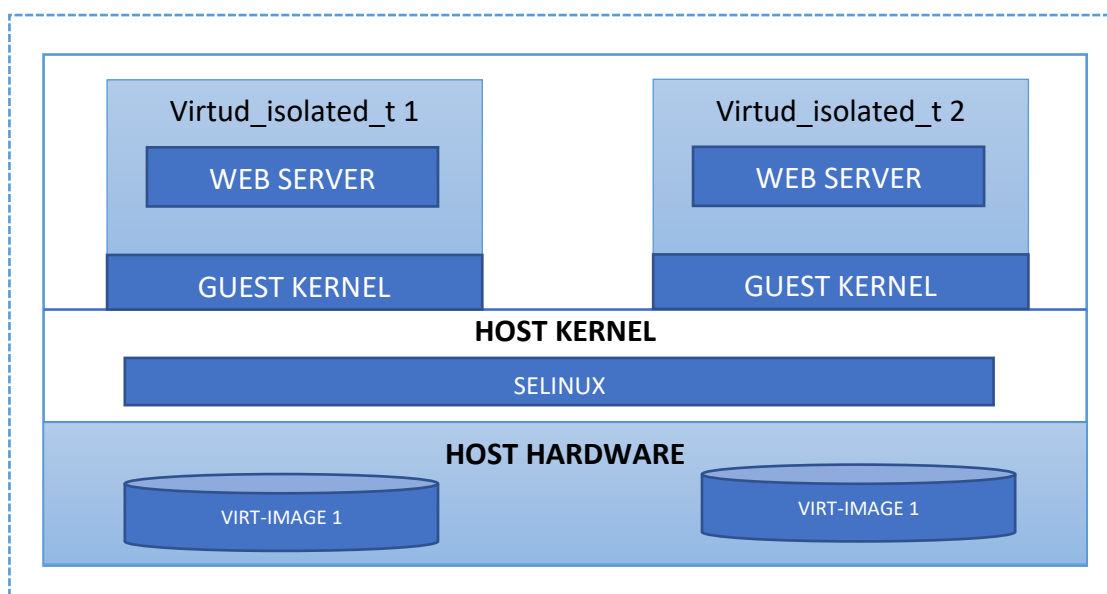 Virtud_isolated_t 1
Virtud_isolated_t 2
WEB SERVER
WEB SERVER
GUEST KERNEL
GUEST KERNEL
HOST KERNEL
SELINUX
HOST HARDWARE
VIRT-IMAGE 1
VIRT-IMAGE 1